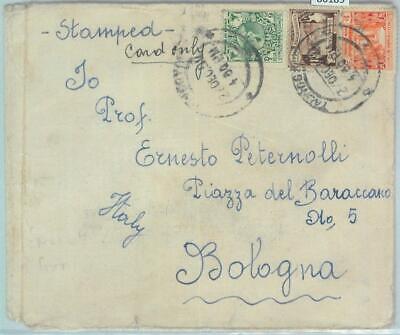 - Stamped -
Card only
To
Prof.
Ernesto Peternolli
Piazza del Baraccano
No, 5
Italy
Bologna